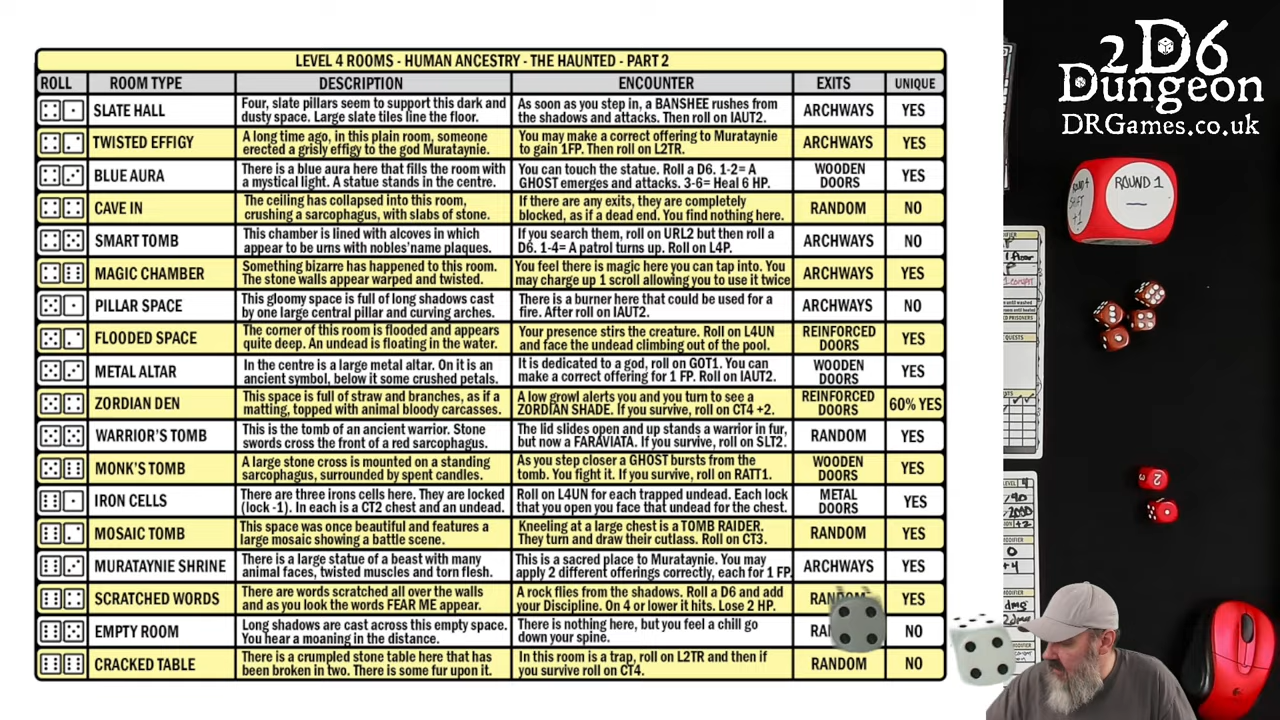 LEVEL 4 ROOMS - HUMAN ANCESTRY - THE HAUNTED - PART 2
ROLL ROOM TYPE DESCRIPTION ENCOUNTER EXITS UNIQUE
SLATE HALL
Four, slate pillars seem to support this dark and
dusty space. Large slate tiles line the floor.
As soon as you step in, a BANSHEE rushes from
the shadows and attacks. Then roll on IAUT2.
ARCHWAYS
YES
TWISTED EFFIGY
A long time ago, in this plain room, someone
erected a grisly effigy to the god Murataynie.
You may make a correct offering to Murataynie
to gain 1FP. Then roll on L2TR.
ARCHWAYS
YES
BLUE AURA
There is a blue aura here that fills the room with
a mystical light. A statue stands in the centre.
You can touch the statue. Roll a D6. 1-2= A
GHOST emerges and attacks. 3-6= Heal 6 HP.
WOODEN
DOORS
YES
CAVE IN
The ceiling has collapsed into this room,
crushing a sarcophagus, with slabs of stone.
If there are any exits, they are completely
blocked, as if a dead end. You find nothing here.
RANDOM
NO
SMART TOMB
This chamber is lined with alcoves in which
appear to be urns with nobles'name plaques.
If you search them, roll on URL2 but then roll a
D6. 1-4= A patrol turns up. Roll on L4P.
ARCHWAYS
NO
MAGIC CHAMBER
Something bizarre has happened to this room.
The stone walls appear warped and twisted.
You feel there is magic here you can tap into. You
may charge up 1 scroll allowing you to use it twice
ARCHWAYS
YES
PILLAR SPACE
This gloomy space is full of long shadows cast
by one large central pillar and curving arches.
There is a burner here that could be used for a
fire. After roll on IAUT2.
ARCHWAYS
NO
FLOODED SPACE
The corner of this room is flooded and appears
quite deep. An undead is floating in the water.
Your presence stirs the creature. Roll on L4UN
and face the undead climbing out of the pool.
REINFORCED
DOORS
YES
METAL ALTAR
In the centre is a large metal altar. On it is an
ancient symbol, below it some crushed petals.
It is dedicated to a god, roll on GOT1. You can
make a correct offering for 1 FP. Roll on IAUT2.
WOODEN
DOORS
YES
ZORDIAN DEN
This space is full of straw and branches, as if a
matting, topped with animal bloody carcasses.
A low growl alerts you and you turn to see a
ZORDIAN SHADE. If you survive, roll on CT4 +2.
REINFORCED
DOORS
60% YES
WARRIOR'S TOMB
This is the tomb of an ancient warrior. Stone
swords cross the front of a red sarcophagus.
The lid slides open and up stands a warrior in fur,
but now a FARAVIATA. If you survive, roll on SLT2.
RANDOM
YES
MONK'S TOMB
A large stone cross is mounted on a standing
sarcophagus, surrounded by spent candles.
As you step closer a GHOST bursts from the
tomb. You fight it. If you survive, roll on RATT1.
WOODEN
DOORS
YES
IRON CELLS
There are three irons cells here. They are locked
(lock -1). In each is a CT2 chest and an undead.
Roll on L4UN for each trapped undead. Each lock
that you open you face that undead for the chest.
METAL
DOORS
YES
MOSAIC TOMB
This space was once beautiful and features a
large mosaic showing a battle scene.
Kneeling at a large chest is a TOMB RAIDER.
They turn and draw their cutlass. Roll on CT3.
RANDOM
YES
MURATAYNIE SHRINE
There is a large statue of a beast with many
animal faces, twisted muscles and torn flesh.
This is a sacred place to Murataynie. You may
apply 2 different offerings correctly, each for 1 FP.
ARCHWAYS
YES
SCRATCHED WORDS
There are words scratched all over the walls
and as you look the words FEAR ME appear.
A rock flies from the shadows. Roll a D6 and add
your Discipline. On 4 or lower it hits. Lose 2 HP.
YES
EMPTY ROOM
Long shadows are cast across this empty space.
You hear a moaning in the distance.
There is nothing here, but you feel a chill go
down your spine.
NO
CRACKED TABLE
There is a crumpled stone table here that has
been broken in two. There is some fur upon it.
In this room is a trap, roll on L2TR and then if
you survive roll on CT4.
RANDOM
NO
2D6
Dungeon
DRGames.co.uk
ROUND 1
SHIFT
+1